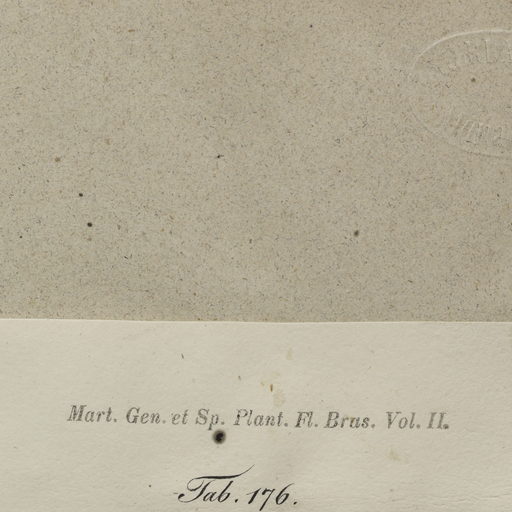 Mart. Gen. et Sp. Plant. Fl. Bras. Vol. II.
Tab. 176.